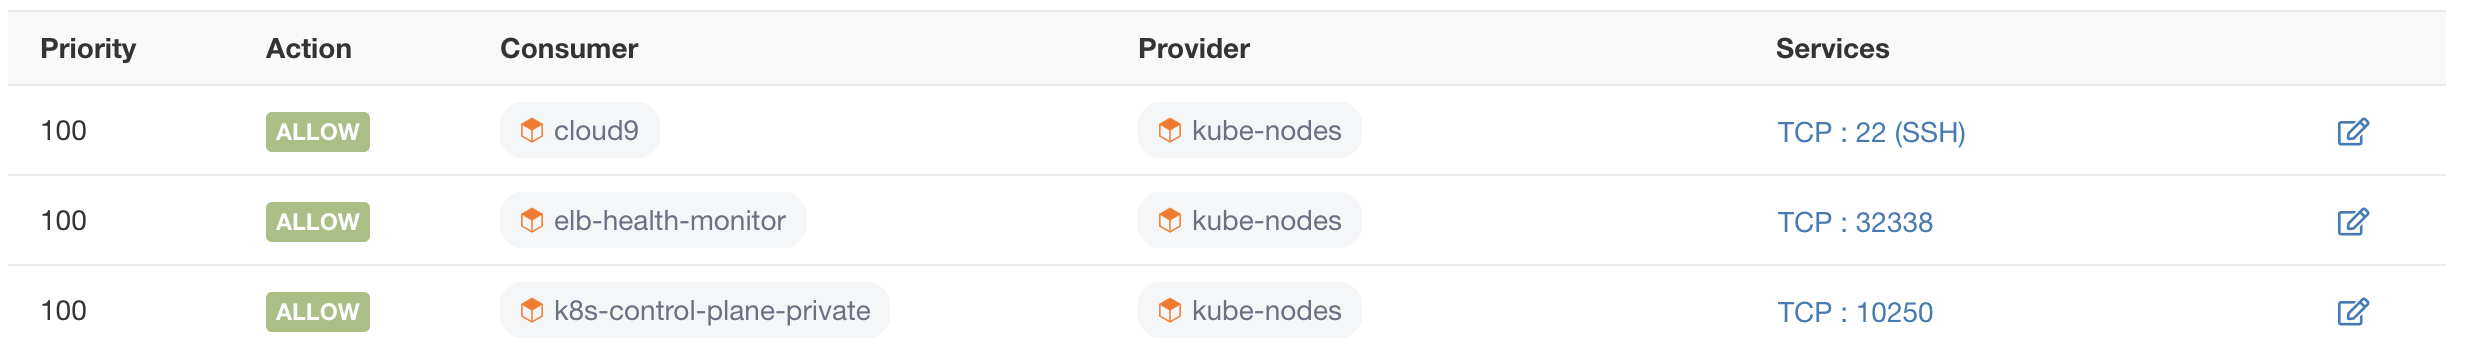 Priority Action Consumer Provider Services
100 ALLOW cloud9 kube-nodes TCP : 22 (SSH)
100 ALLOW elb-health-monitor kube-nodes TCP : 32338
100 ALLOW k8s-control-plane-private kube-nodes TCP : 10250